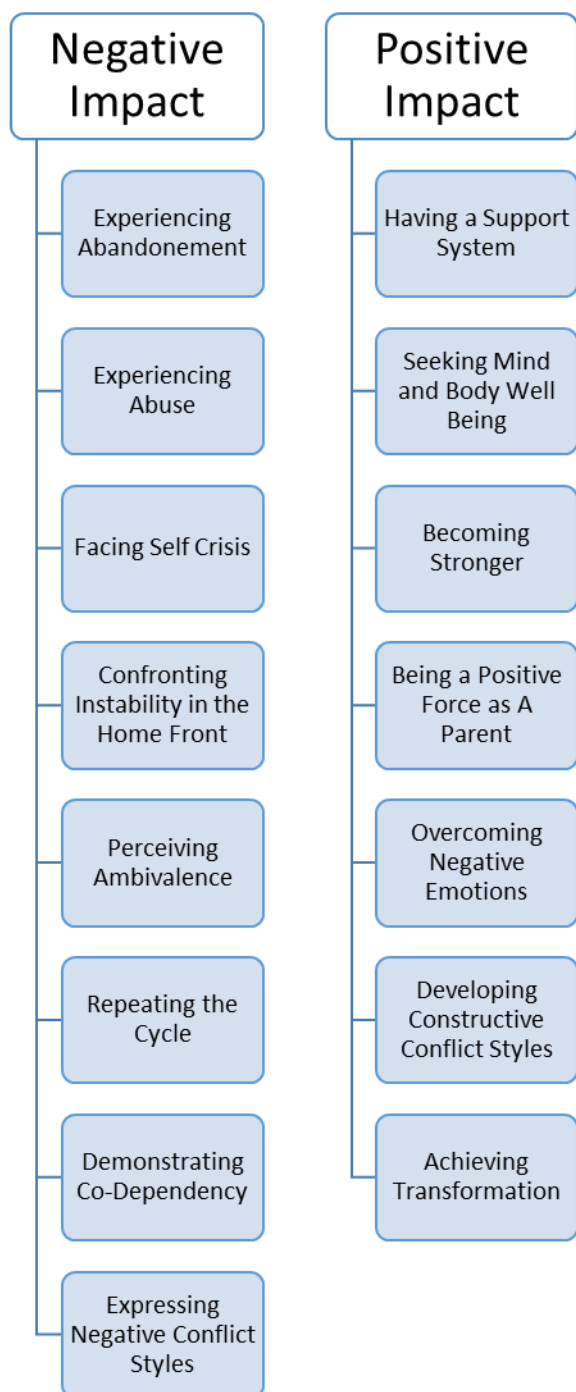 Negative
Impact
Experiencing
Abandonement
Experiencing
Abuse
Facing Self Crisis
Confronting
Instability in the
Home Front
Perceiving
Ambivalence
Repeating the
Cycle
Demonstrating
Co-Dependency
Expressing
Negative Conflict
Styles
Positive
Impact
Having a Support
System
Seeking Mind
and Body Well
Being
Becoming
Stronger
Being a Positive
Force as A
Parent
Overcoming
Negative
Emotions
Developing
Constructive
Conflict Styles
Achieving
Transformation